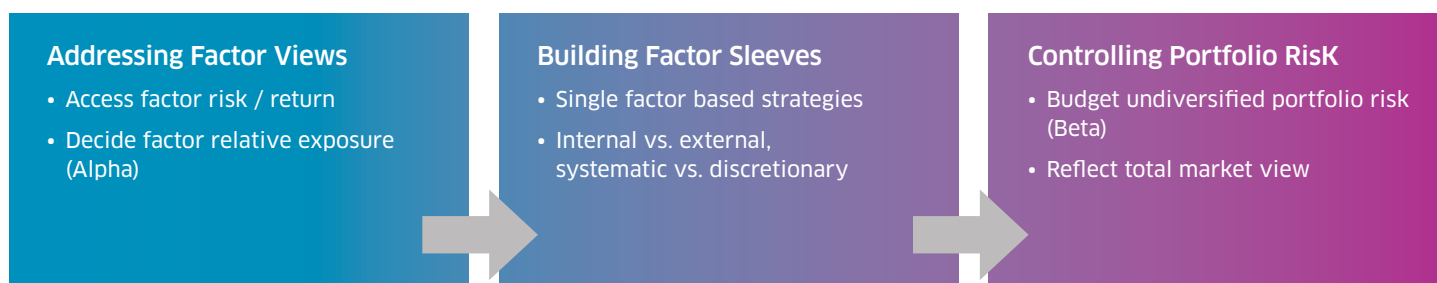 Addressing Factor Views
• Access factor risk / return
• Decide factor relative exposure
(Alpha)
Building Factor Sleeves
• Single factor based strategies
• Internal vs. external,
systematic vs. discretionary
Controlling Portfolio RisK
• Budget undiversified portfolio risk
(Beta)
• Reflect total market view